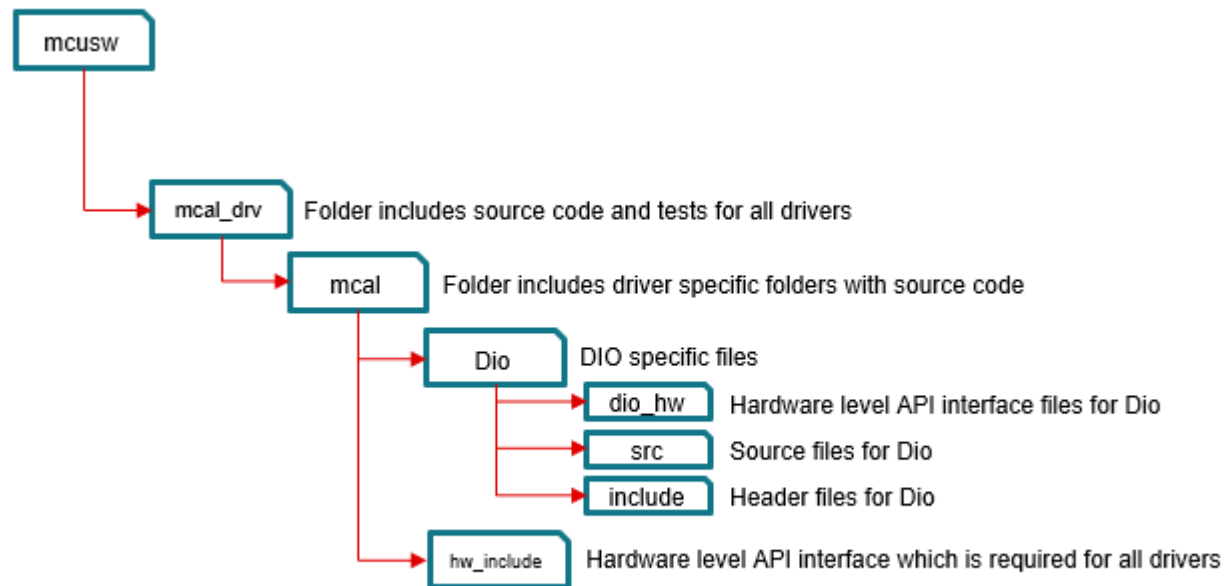 mcusw
mcal_drv Folder includes source code and tests for all drivers
mcal Folder includes driver specific folders with source code
Dio DIO specific files
dio_hw Hardware level API interface files for Dio
src Source files for Dio
include Header files for Dio
hw_include Hardware level API interface which is required for all drivers